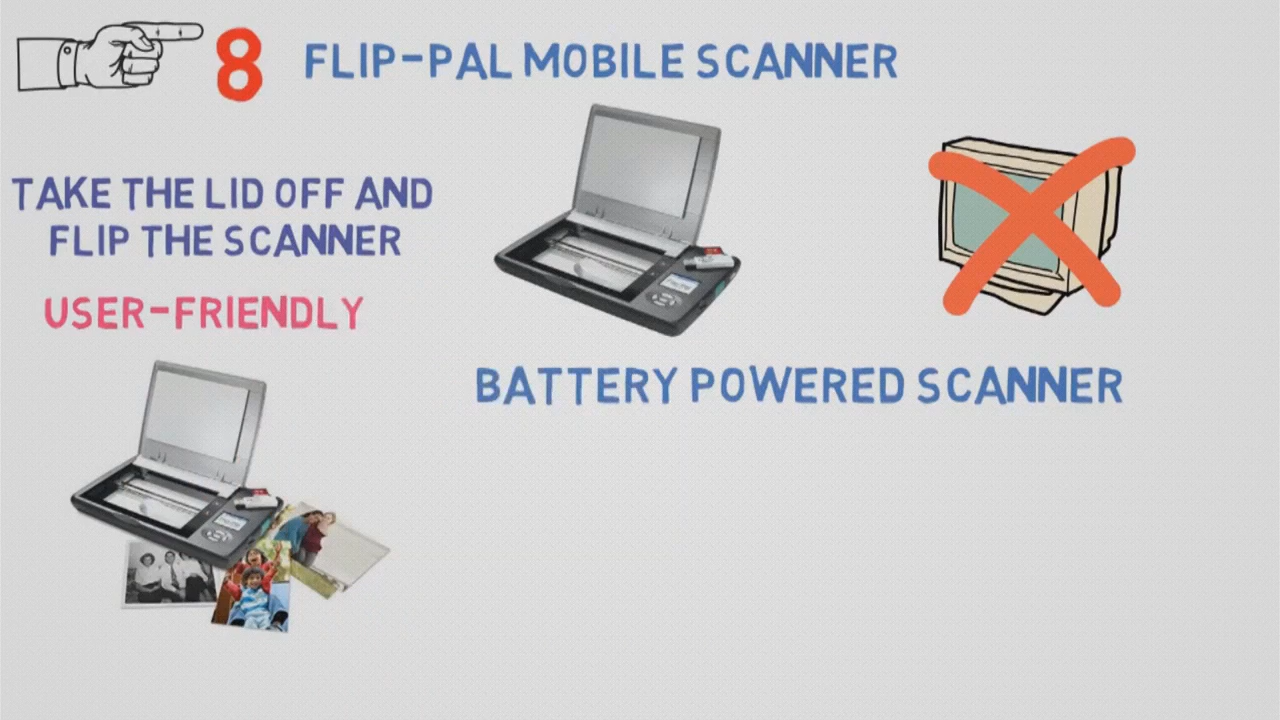 8 FLIP-PAL MOBILE SCANNER
TAKE THE LID OFF AND
FLIP THE SCANNER
USER-FRIENDLY
BATTERY POWERED SCANNER